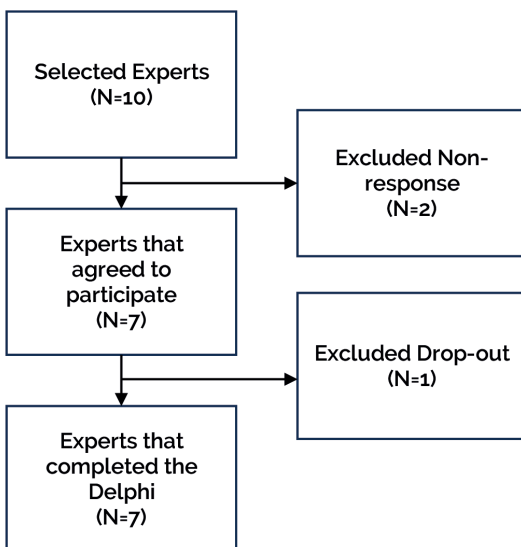 Selected Experts
(N=10)
Excluded Non-
response
(N=2)
Experts that
agreed to
participate
(N=7)
Excluded Drop-out
(N=1)
Experts that
completed the
Delphi
(N=7)